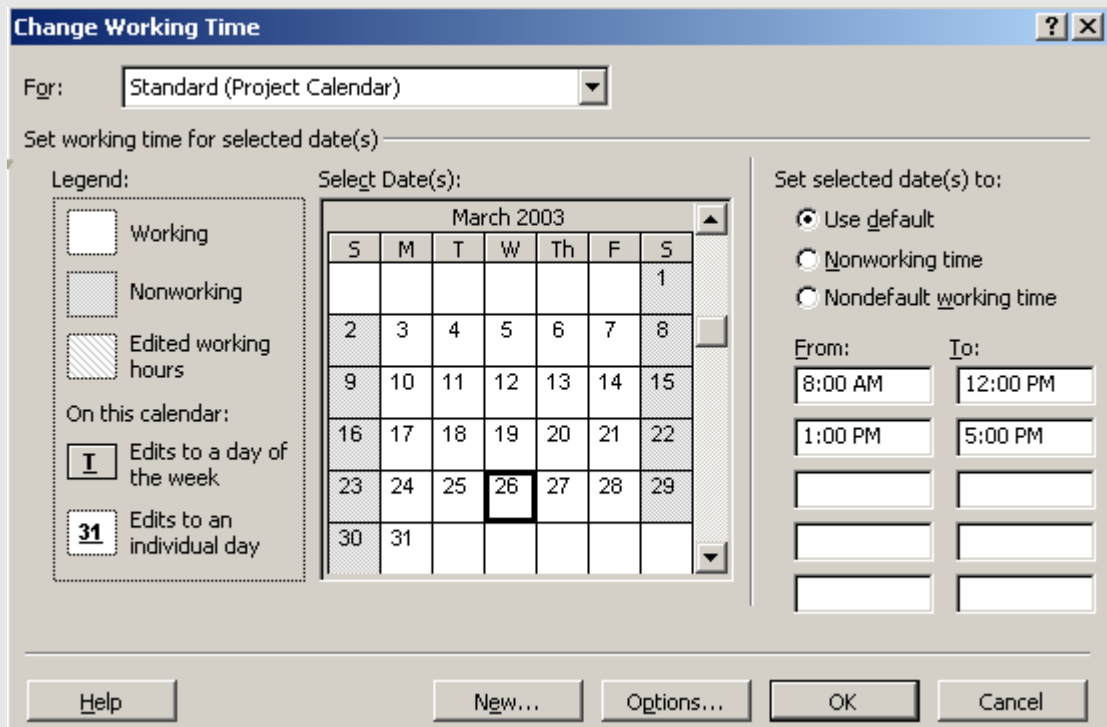 Change Working Time
For: Standard (Project Calendar)
Set working time for selected date(s)
Legend:
Working
Nonworking
Edited working
hours
On this calendar:
T Edits to a day of
the week
31 Edits to an
individual day
Select Date(s):
March 2003
S M T W Th F S
1
2 3 4 5 6 7 8
9 10 11 12 13 14 15
16 17 18 19 20 21 22
23 24 25 26 27 28 29
30 31
Set selected date(s) to:
Use default
Nonworking time
Nondefault working time
From: To:
8:00 AM 12:00 PM
1:00 PM 5:00 PM
Help New... Options... OK Cancel